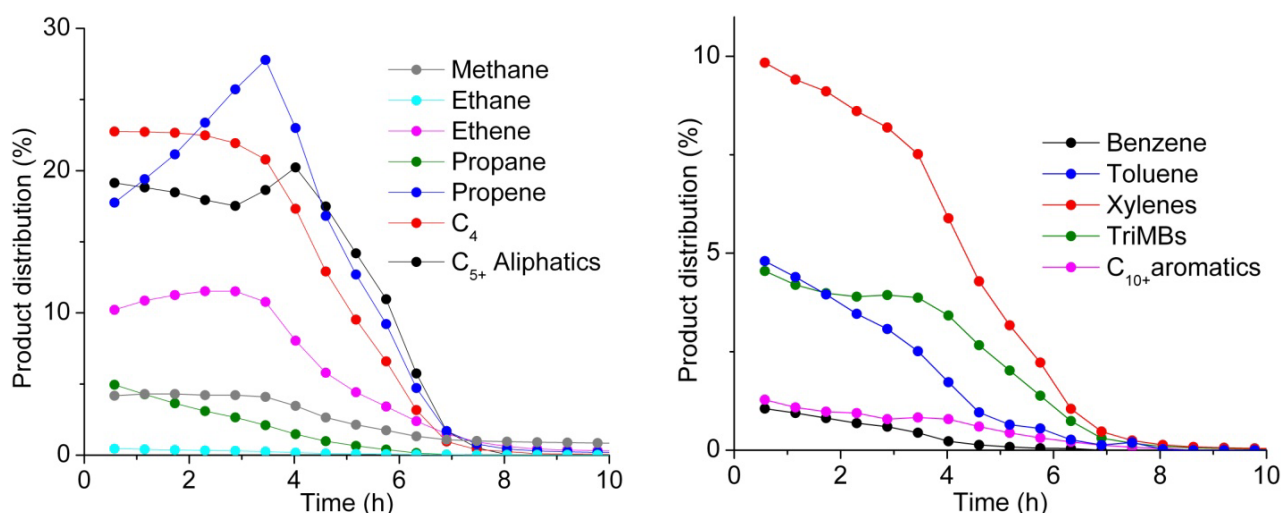 30
20
10
0
Product distribution (%)
0 2 4 6 8 10
Time (h)
Methane
Ethane
Ethene
Propane
Propene
C₄
C₅₊ Aliphatics
10
5
0
Product distribution (%)
0 2 4 6 8 10
Time (h)
Benzene
Toluene
Xylenes
TriMBs
C₁₀₊aromatics